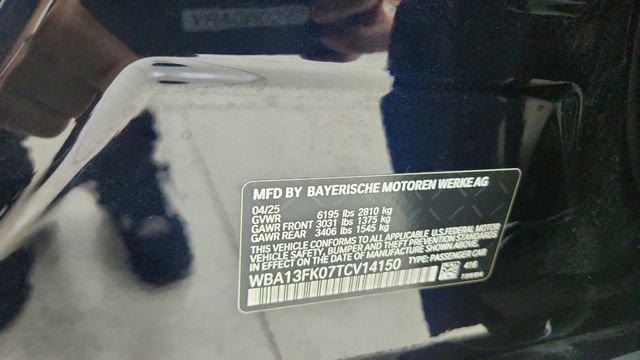 MFD BY BAYERISCHE MOTOREN WERKE AG
04/25
GVWR 6195 lbs 2810 kg
GAWR FRONT 3031 lbs 1375 kg
GAWR REAR 3406 lbs 1545 kg
THIS VEHICLE CONFORMS TO ALL APPLICABLE U.S. FEDERAL MOTOR
VEHICLE SAFETY, BUMPER AND THEFT PREVENTION STANDARDS
IN EFFECT ON THE DATE OF MANUFACTURE SHOWN ABOVE.
WBA13FK07TCV14150 TYPE: PASSENGER CAR
416